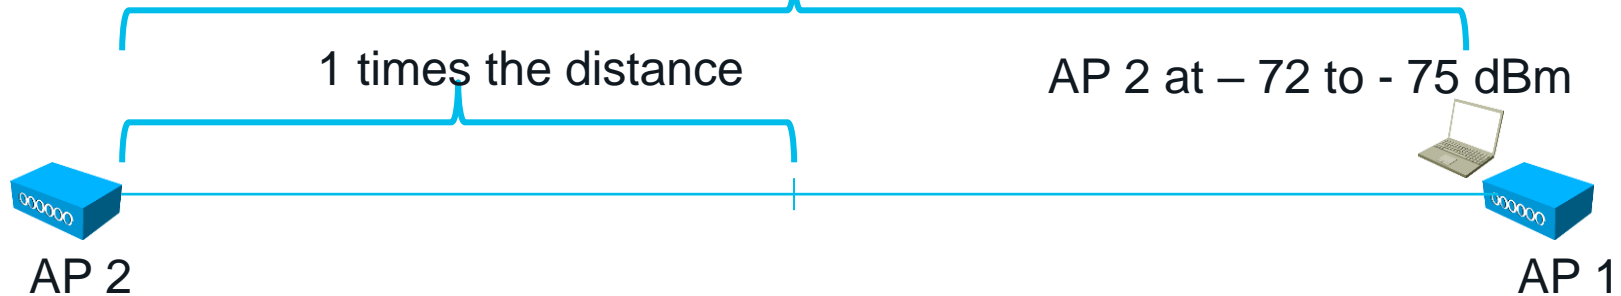 1 times the distance
AP 2 at – 72 to - 75 dBm
AP 2
AP 1